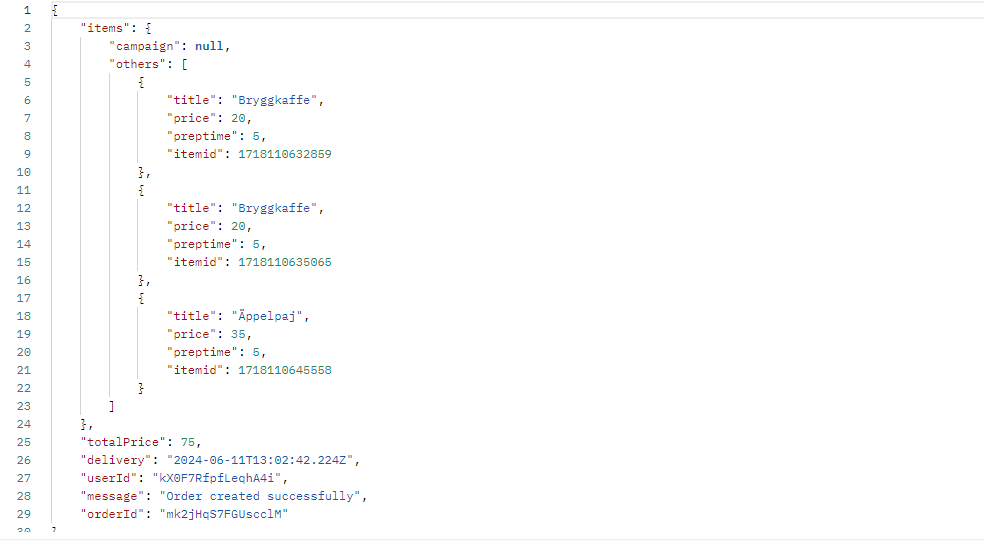 1 {
2     "items": {
3         "campaign": null,
4         "others": [
5             {
6                 "title": "Bryggkaffe",
7                 "price": 20,
8                 "preptime": 5,
9                 "itemid": 1718110632859
10             },
11             {
12                 "title": "Bryggkaffe",
13                 "price": 20,
14                 "preptime": 5,
15                 "itemid": 1718110635065
16             },
17             {
18                 "title": "Äppelpaj",
19                 "price": 35,
20                 "preptime": 5,
21                 "itemid": 1718110645558
22             }
23         ]
24     },
25     "totalPrice": 75,
26     "delivery": "2024-06-11T13:02:42.224Z",
27     "userId": "kX0F7RfpfLeqhA4i",
28     "message": "Order created successfully",
29     "orderId": "mk2jHqS7FGUscclM"
30 }